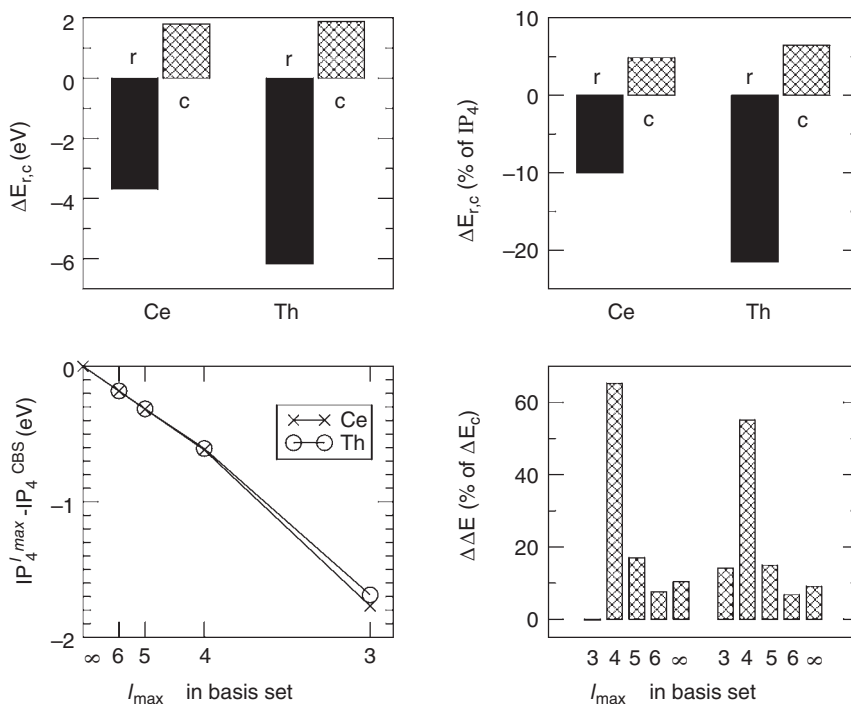 ΔE_r,c (eV)
2
0
−2
−4
−6
r
c
r
c
Ce
Th
ΔE_r,c (% of IP_4)
10
0
−10
−20
r
c
r
c
Ce
Th
IP_4^l max -IP_4^CBS (eV)
0
−1
−2
Ce
Th
∞ 6 5 4 3
l_max in basis set
Δ ΔE (% of ΔE_c)
60
40
20
0
3 4 5 6 ∞ 3 4 5 6 ∞
l_max in basis set